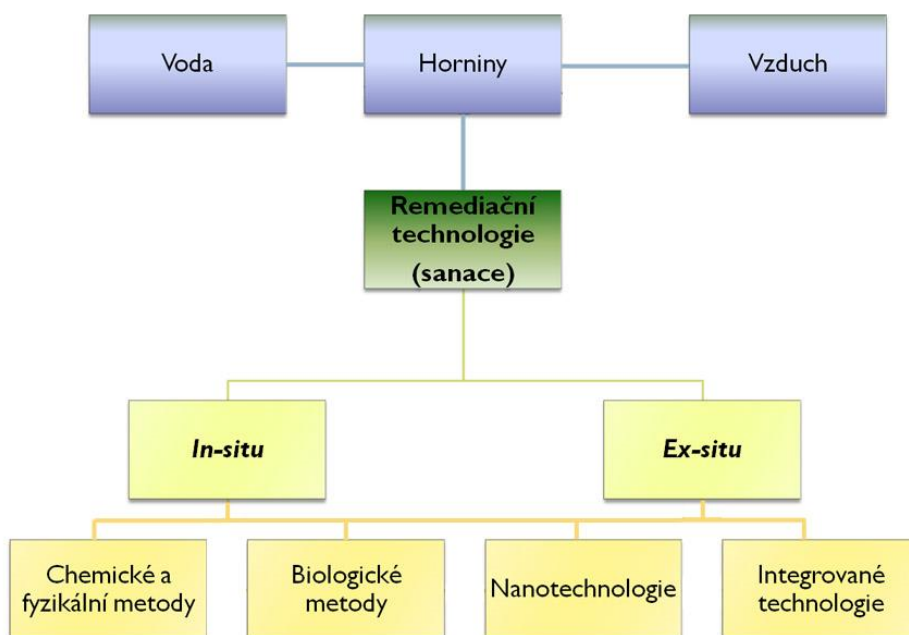 Voda
Horniny
Vzduch
Remediační
technologie
(sanace)
In-situ
Ex-situ
Chemické a
fyzikální metody
Biologické
metody
Nanotechnologie
Integrované
technologie